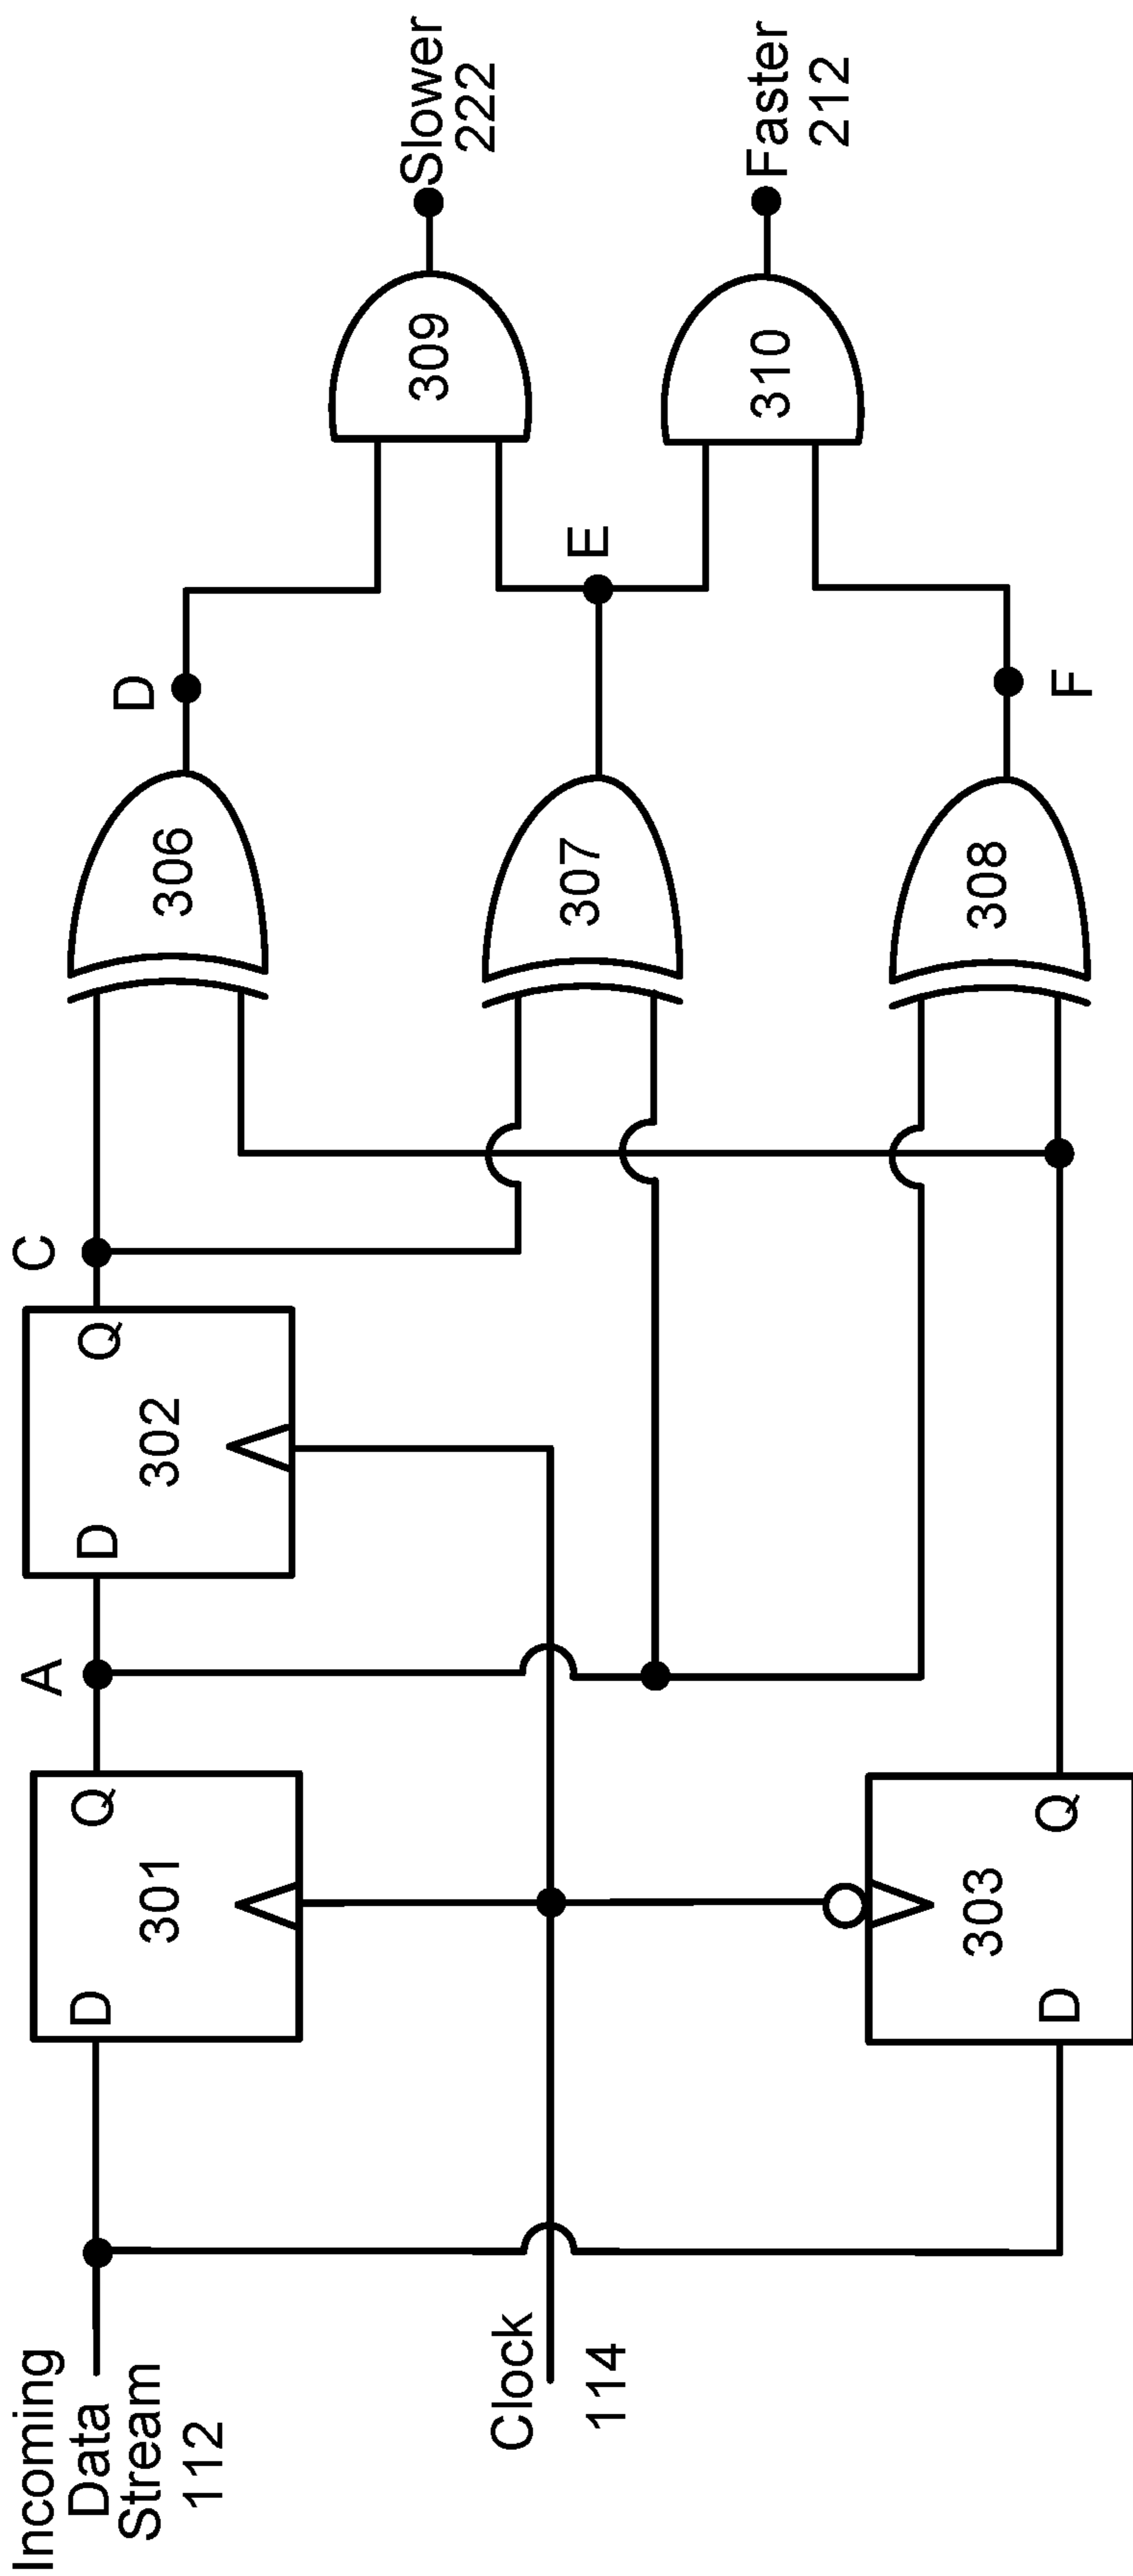 Incoming
Data
Stream
112
Clock
114
D
Q
301
A
D
Q
302
C
D
Q
303
306
307
308
D
E
F
309
310
Slower
222
Faster
212